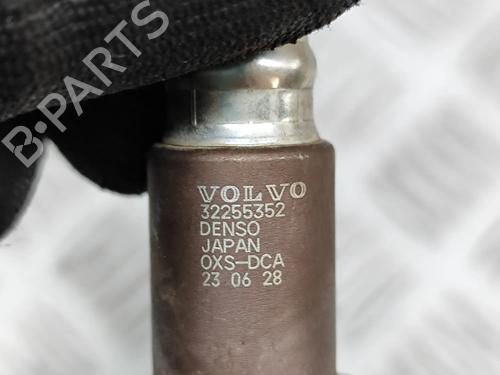 B-PARTS
VOLVO
32255352
DENSO
JAPAN
OXS-DCA
23 06 28